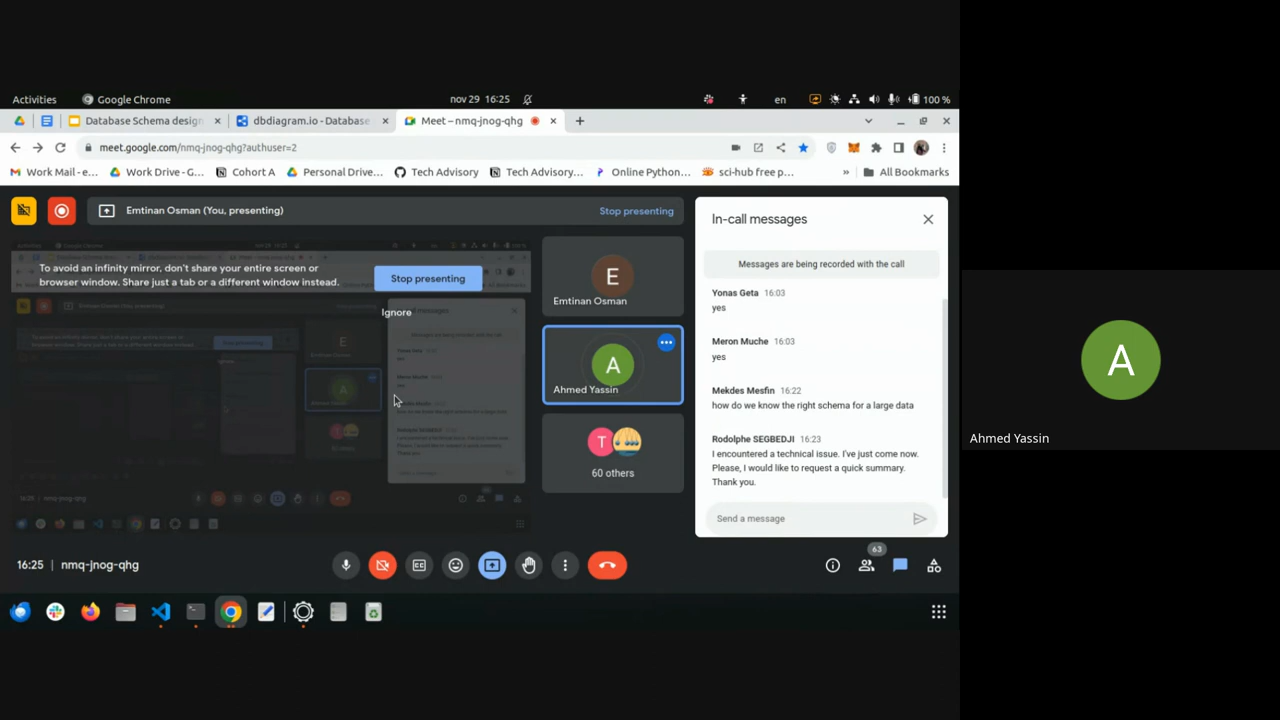 Activities
Google Chrome
nov 29 16:25
en
100 %
Database Schema design
dbdiagram.io - Database
Meet – nmq-jnog-qhg
meet.google.com/nmq-jnog-qhg?authuser=2
Work Mail - e...
Work Drive - G...
Cohort A
Personal Drive...
Tech Advisory
Tech Advisory...
Online Python...
sci-hub free p...
»
All Bookmarks
Emtinan Osman (You, presenting)
Stop presenting
To avoid an infinity mirror, don't share your entire screen or
browser window. Share just a tab or a different window instead.
Stop presenting
Ignore
E
Emtinan Osman
A
Ahmed Yassin
T
60 others
In-call messages
Messages are being recorded with the call
Yonas Geta 16:03
yes
Meron Muche 16:03
yes
Mekdes Mesfin 16:22
how do we know the right schema for a large data
Rodolphe SEGBEDJI 16:23
I encountered a technical issue. I've just come now.
Please, I would like to request a quick summary.
Thank you.
Send a message
16:25 | nmq-jnog-qhg
63
A
Ahmed Yassin